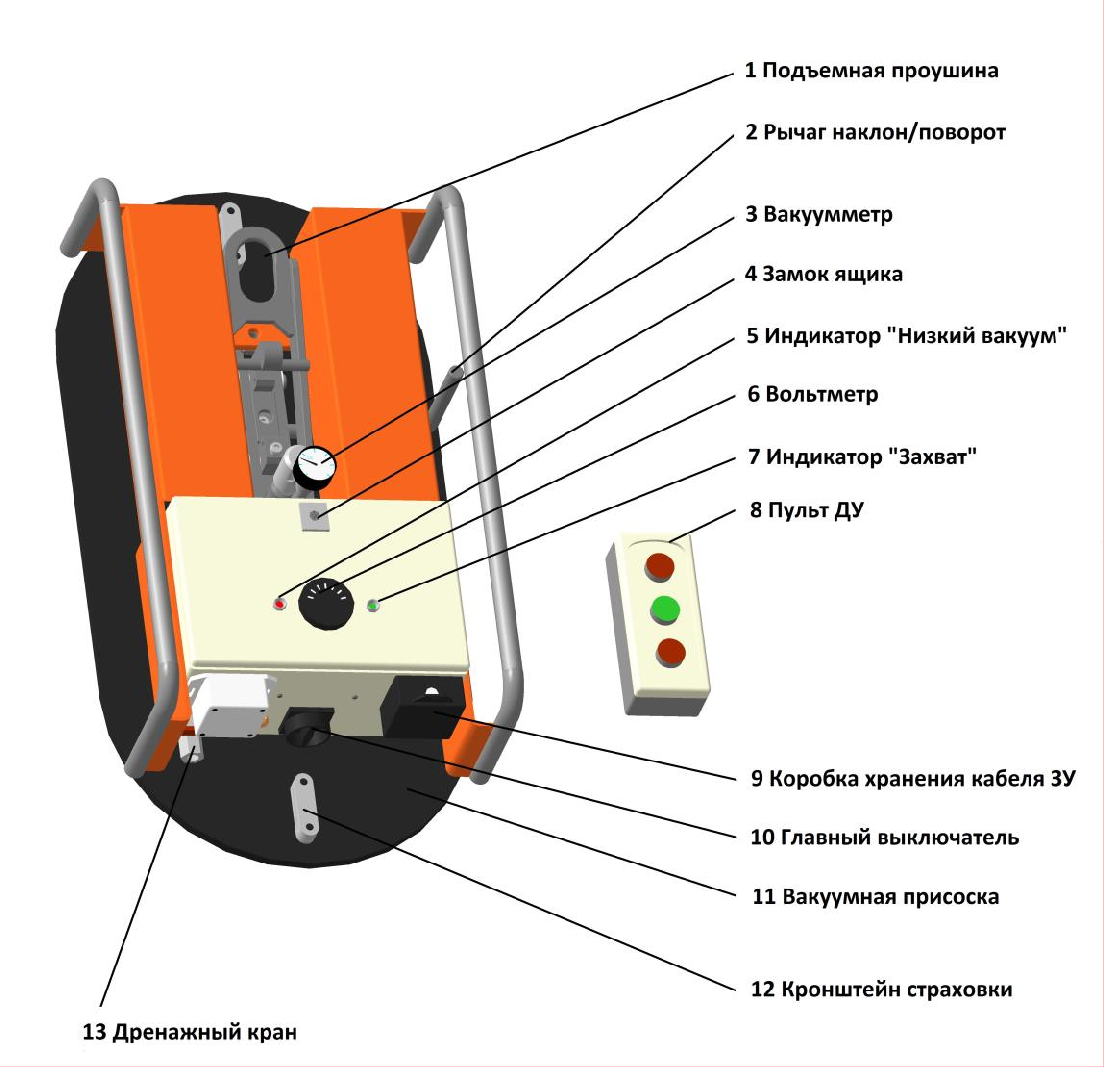 1 Подъемная проушина
2 Рычаг наклон/поворот
3 Вакуумметр
4 Замок ящика
5 Индикатор "Низкий вакуум"
6 Вольтметр
7 Индикатор "Захват"
8 Пульт ДУ
9 Коробка хранения кабеля ЗУ
10 Главный выключатель
11 Вакуумная присоска
12 Кронштейн страховки
13 Дренажный кран